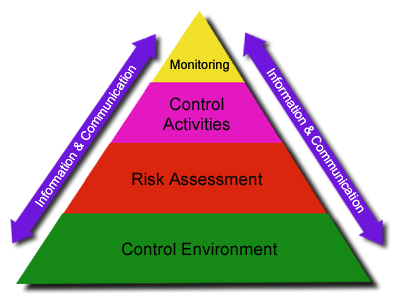 Monitoring
Control
Activities
Risk Assessment
Control Environment
Information & Communication
Information & Communication